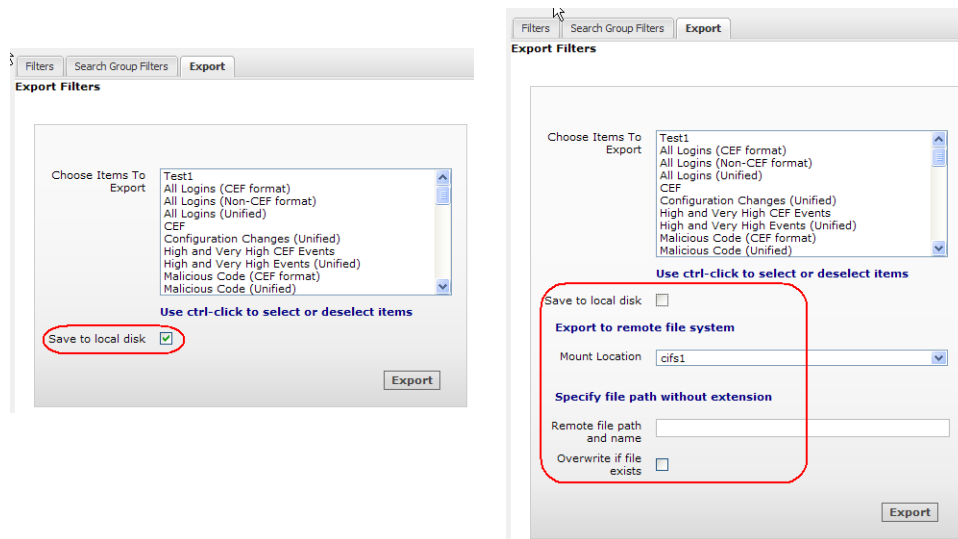 Filters Search Group Filters Export
Export Filters
Choose Items To
Export
Test1
All Logins (CEF format)
All Logins (Non-CEF format)
All Logins (Unified)
CEF
Configuration Changes (Unified)
High and Very High CEF Events
High and Very High Events (Unified)
Malicious Code (CEF format)
Malicious Code (Unified)
Use ctrl-click to select or deselect items
Save to local disk
Export
Filters Search Group Filters Export
Export Filters
Choose Items To
Export
Test1
All Logins (CEF format)
All Logins (Non-CEF format)
All Logins (Unified)
CEF
Configuration Changes (Unified)
High and Very High CEF Events
High and Very High Events (Unified)
Malicious Code (CEF format)
Malicious Code (Unified)
Use ctrl-click to select or deselect items
Save to local disk
Export to remote file system
Mount Location cifs1
Specify file path without extension
Remote file path
and name
Overwrite if file
exists
Export